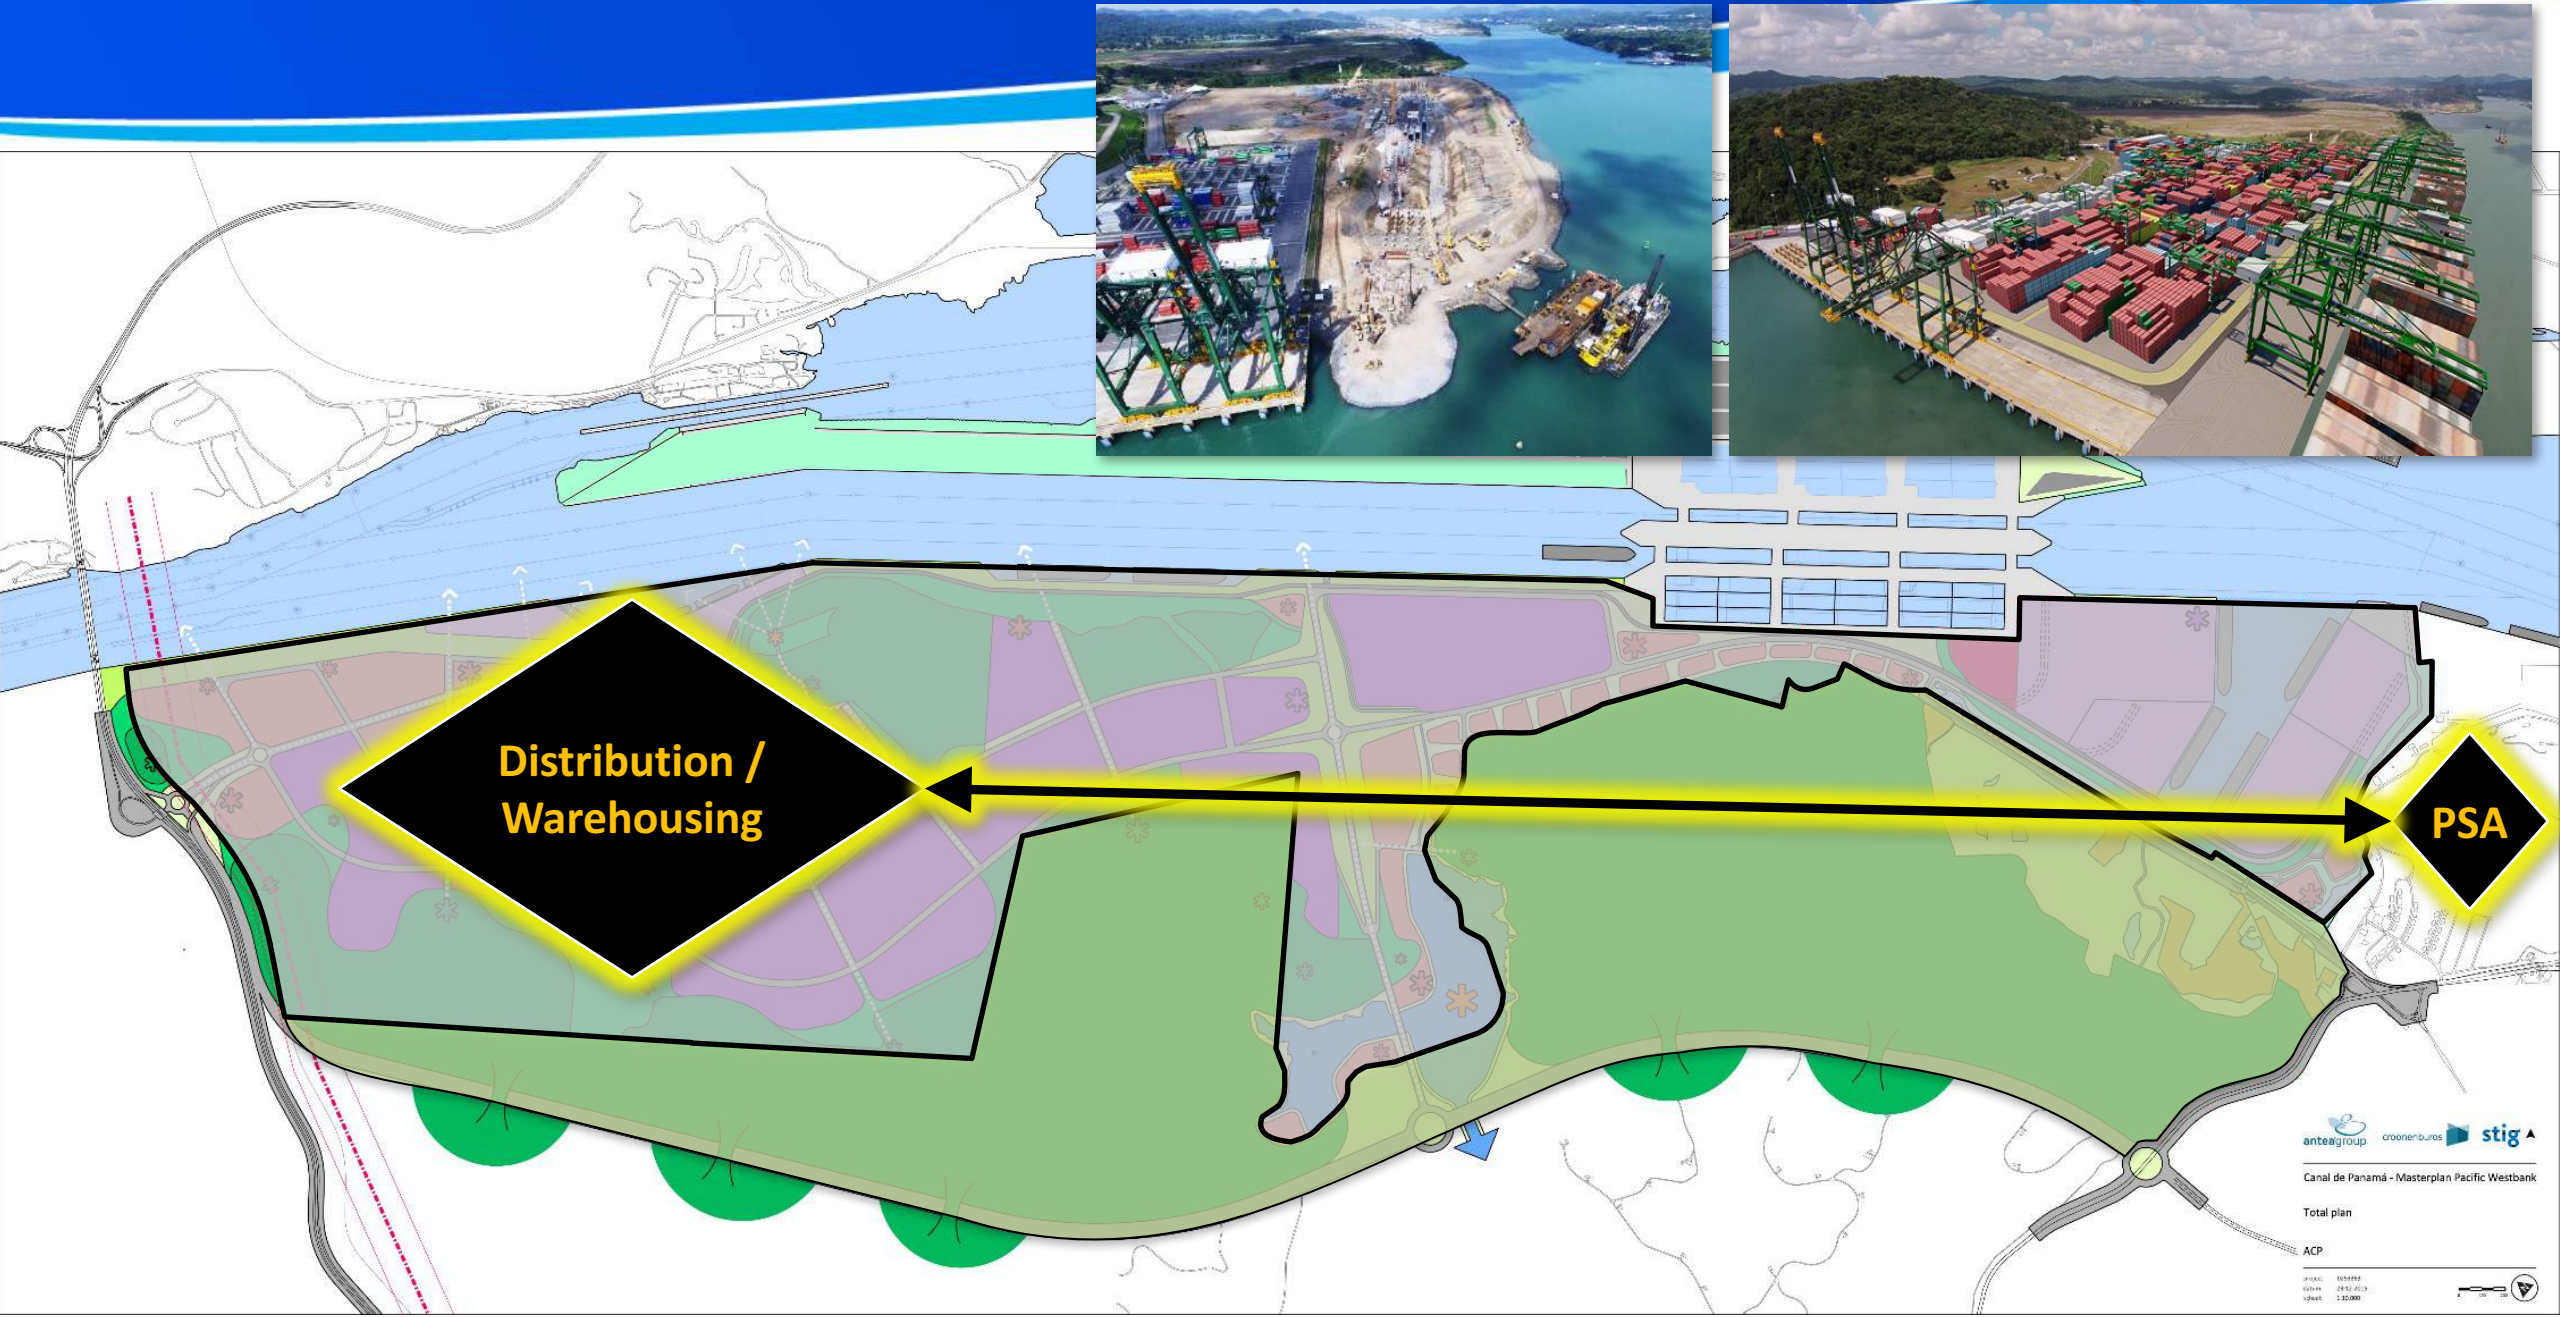 Distribution /
Warehousing
PSA
anteagroup croonenburos stig
Canal de Panamá - Masterplan Pacific Westbank
Total plan
ACP